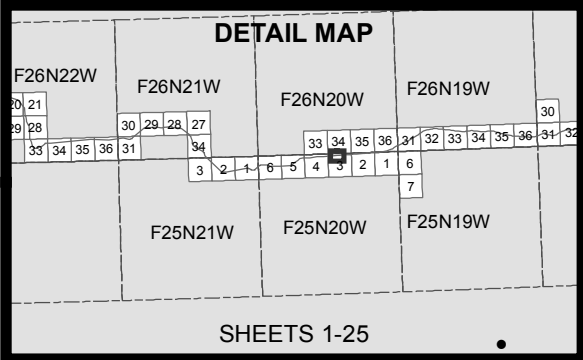 DETAIL MAP
F26N22W
F26N21W
F26N20W
F26N19W
20 21
30 29 28 27
30
29 28
33 34 35 36 31
34
33 34 35 36 31 32 33 34 35 36 31 32
3 2 1 6 5 4 3 2 1 6
7
F25N21W
F25N20W
F25N19W
SHEETS 1-25